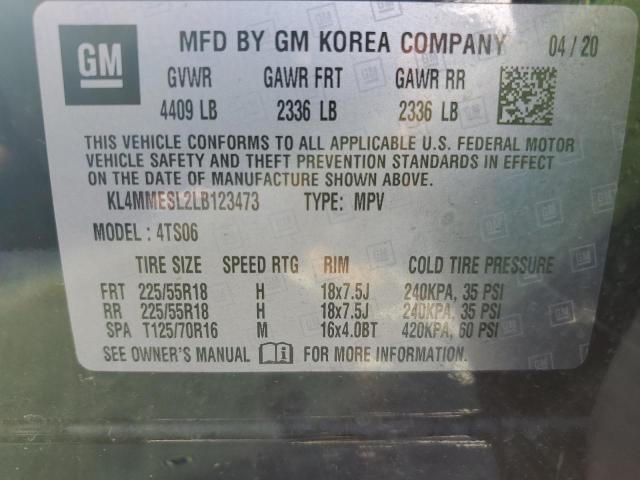 GM MFD BY GM KOREA COMPANY 04/20
GVWR GAWR FRT GAWR RR
4409 LB 2336 LB 2336 LB
THIS VEHICLE CONFORMS TO ALL APPLICABLE U.S. FEDERAL MOTOR
VEHICLE SAFETY AND THEFT PREVENTION STANDARDS IN EFFECT
ON THE DATE OF MANUFACTURE SHOWN ABOVE.
KL4MMESL2LB123473 TYPE: MPV
MODEL: 4TS06
TIRE SIZE SPEED RTG RIM COLD TIRE PRESSURE
FRT 225/55R18 H 18x7.5J 240KPA, 35 PSI
RR 225/55R18 H 18x7.5J 240KPA, 35 PSI
SPA T125/70R16 M 16x4.0BT 420KPA, 60 PSI
SEE OWNER'S MANUAL FOR MORE INFORMATION.